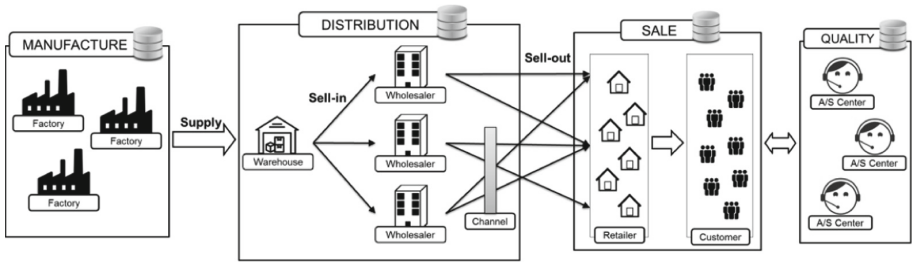 MANUFACTURE
Factory
Factory
Factory
Supply
DISTRIBUTION
Sell-in
Warehouse
Wholesaler
Wholesaler
Wholesaler
Channel
Sell-out
SALE
Retailer
Customer
QUALITY
A/S Center
A/S Center
A/S Center